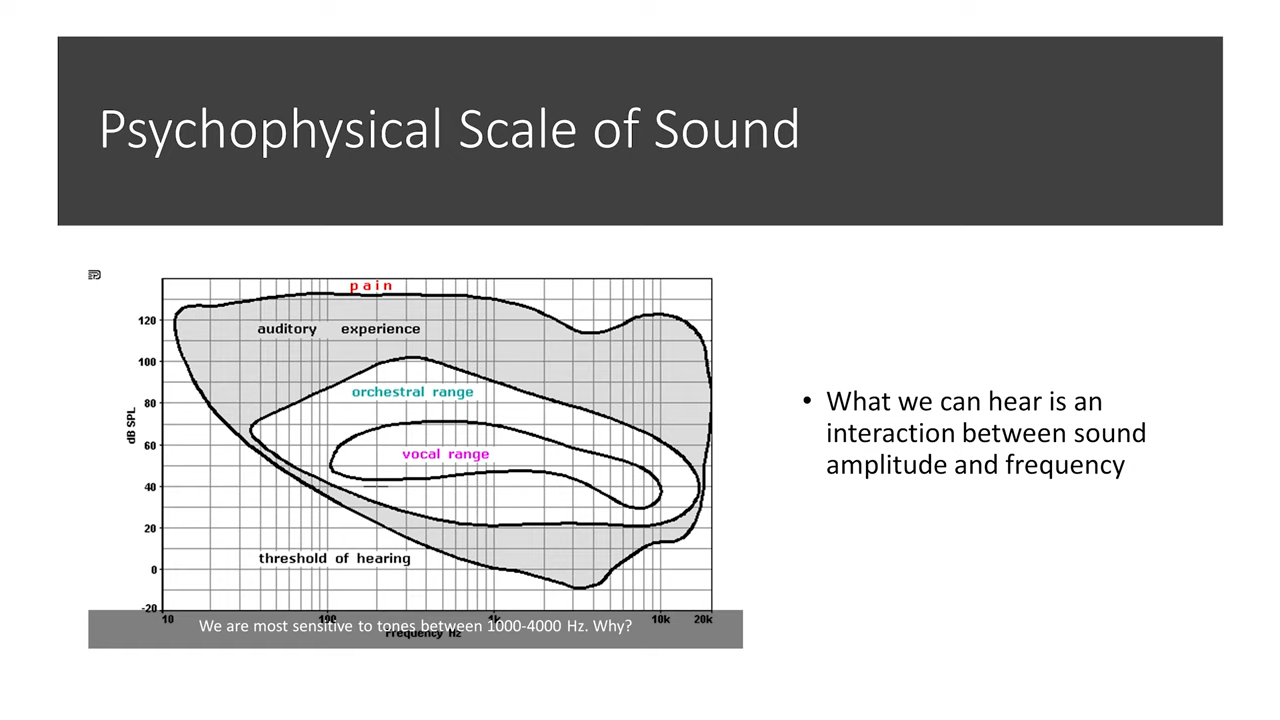 Psychophysical Scale of Sound
pain
auditory experience
orchestral range
vocal range
threshold of hearing
dB SPL
120
100
80
60
40
20
0
-20
10
100
1k
10k
20k
Frequency Hz
We are most sensitive to tones between 1000-4000 Hz. Why?
• What we can hear is an
interaction between sound
amplitude and frequency